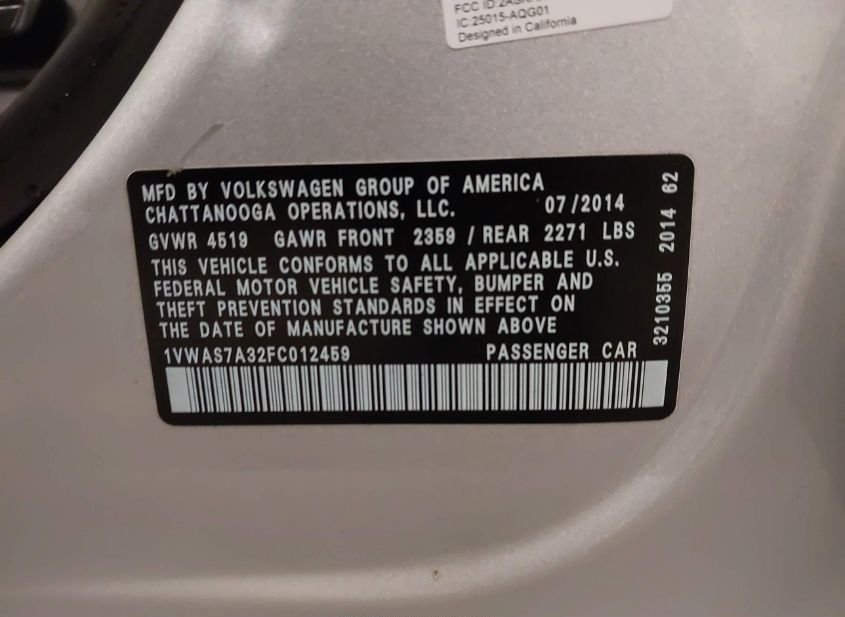 FCC ID:
IC:25015-AQG01
Designed in California
MFD BY VOLKSWAGEN GROUP OF AMERICA
CHATTANOOGA OPERATIONS, LLC. 07/2014
GVWR 4519 GAWR FRONT 2359 / REAR 2271 LBS
THIS VEHICLE CONFORMS TO ALL APPLICABLE U.S.
FEDERAL MOTOR VEHICLE SAFETY, BUMPER AND
THEFT PREVENTION STANDARDS IN EFFECT ON
THE DATE OF MANUFACTURE SHOWN ABOVE
1VWAS7A32FC012459 PASSENGER CAR
3210355 2014 62